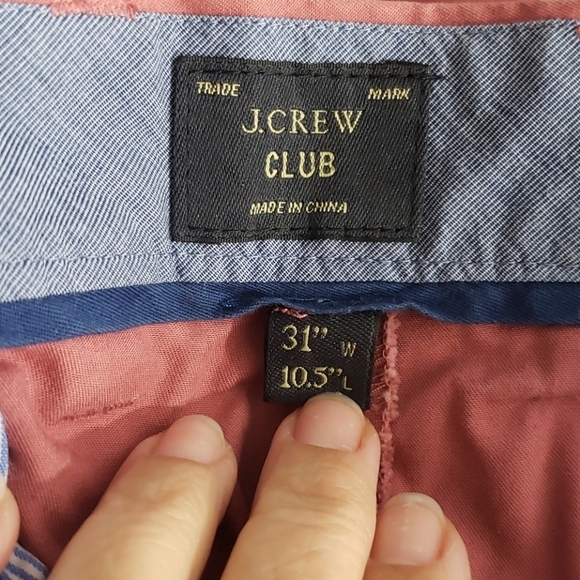 TRADE MARK
J.CREW
CLUB
MADE IN CHINA
31" W
10.5" L